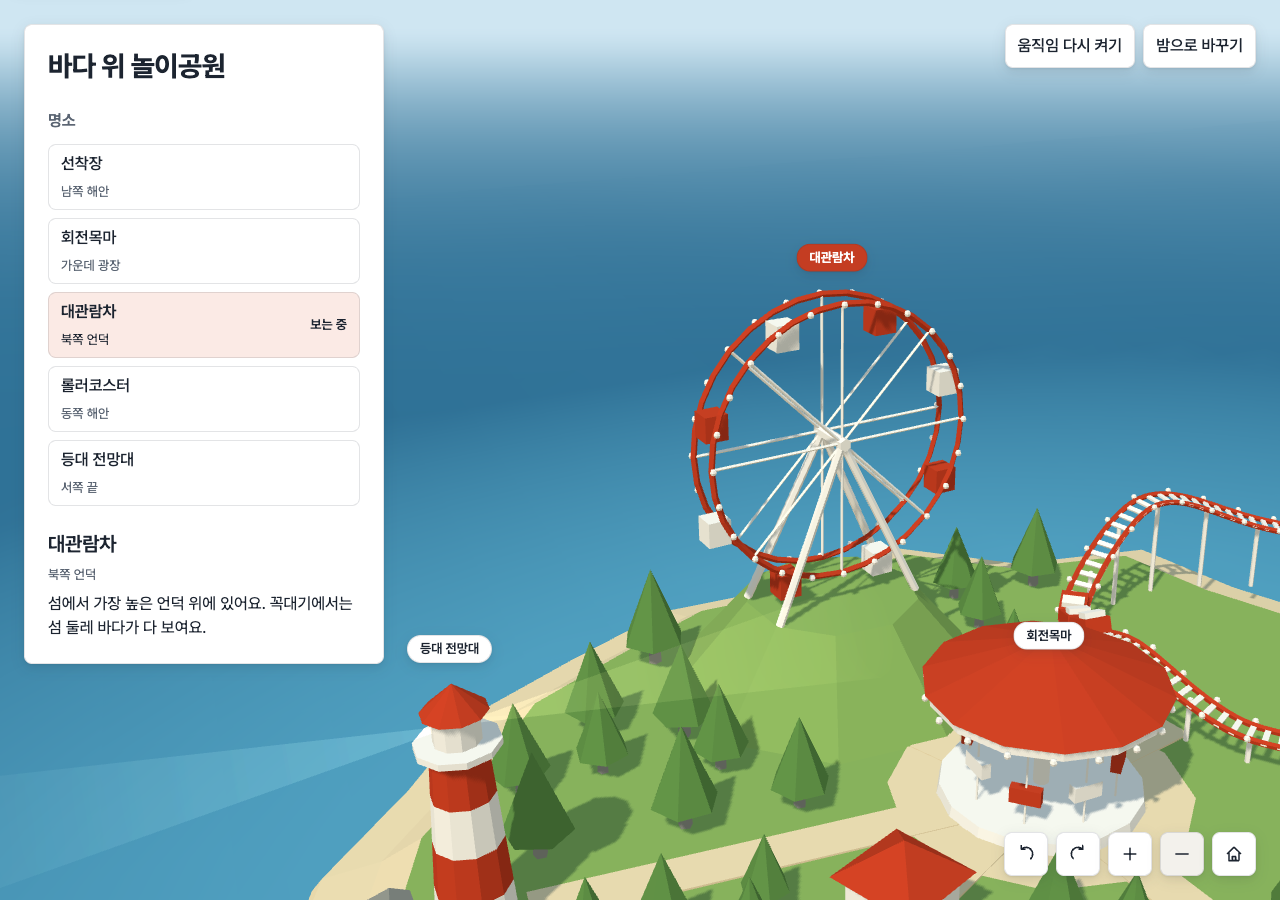 바다 위 놀이공원
명소
선착장
남쪽 해안
회전목마
가운데 광장
대관람차
북쪽 언덕
보는 중
롤러코스터
동쪽 해안
등대 전망대
서쪽 끝
대관람차
북쪽 언덕
섬에서 가장 높은 언덕 위에 있어요. 꼭대기에서는
섬 둘레 바다가 다 보여요.
움직임 다시 켜기
밤으로 바꾸기
대관람차
등대 전망대
회전목마